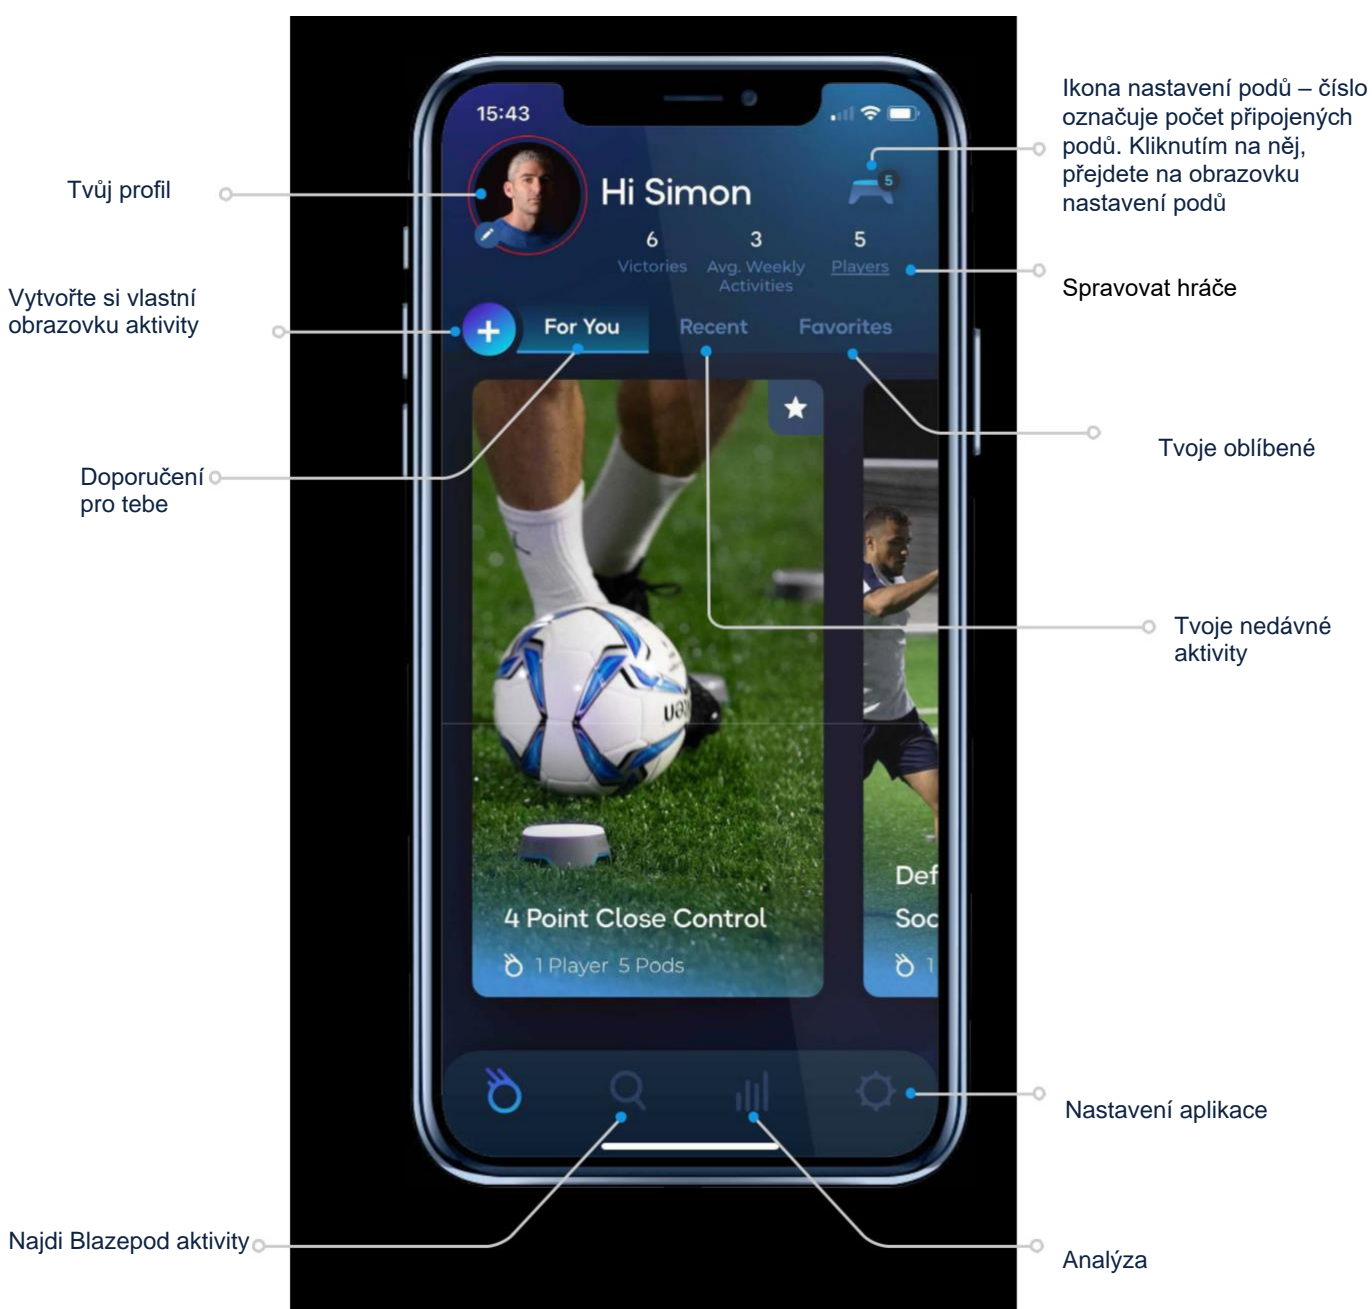 15:43
Hi Simon
5
6
3
5
Victories
Avg. Weekly
Activities
Players
For You
Recent
Favorites
4 Point Close Control
1 Player 5 Pods
Def
Soc
1
Tvůj profil
Vytvořte si vlastní
obrazovku aktivity
Doporučení
pro tebe
Najdi Blazepod aktivity
Ikona nastavení podů – číslo
označuje počet připojených
podů. Kliknutím na něj,
přejdete na obrazovku
nastavení podů
Spravovat hráče
Tvoje oblíbené
Tvoje nedávné
aktivity
Nastavení aplikace
Analýza